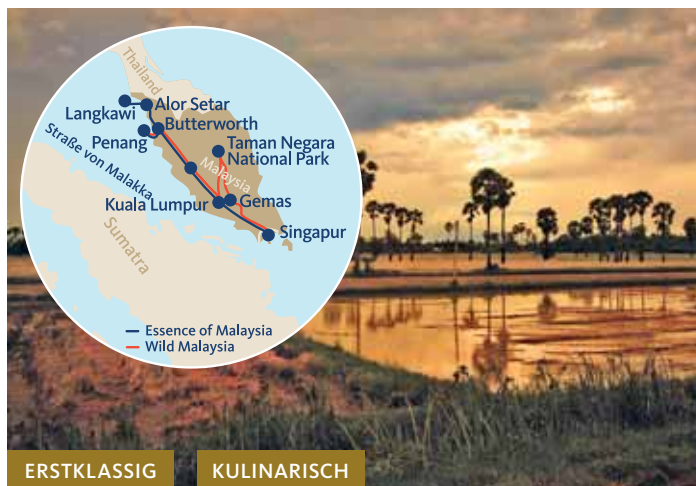 Thailand
Langkawi
Alor Setar
Butterworth
Penang
Taman Negara
National Park
Straße von Malakka
Malaysia
Kuala Lumpur
Gemas
Singapur
Sumatra
Essence of Malaysia
Wild Malaysia
ERSTKLASSIG
KULINARISCH